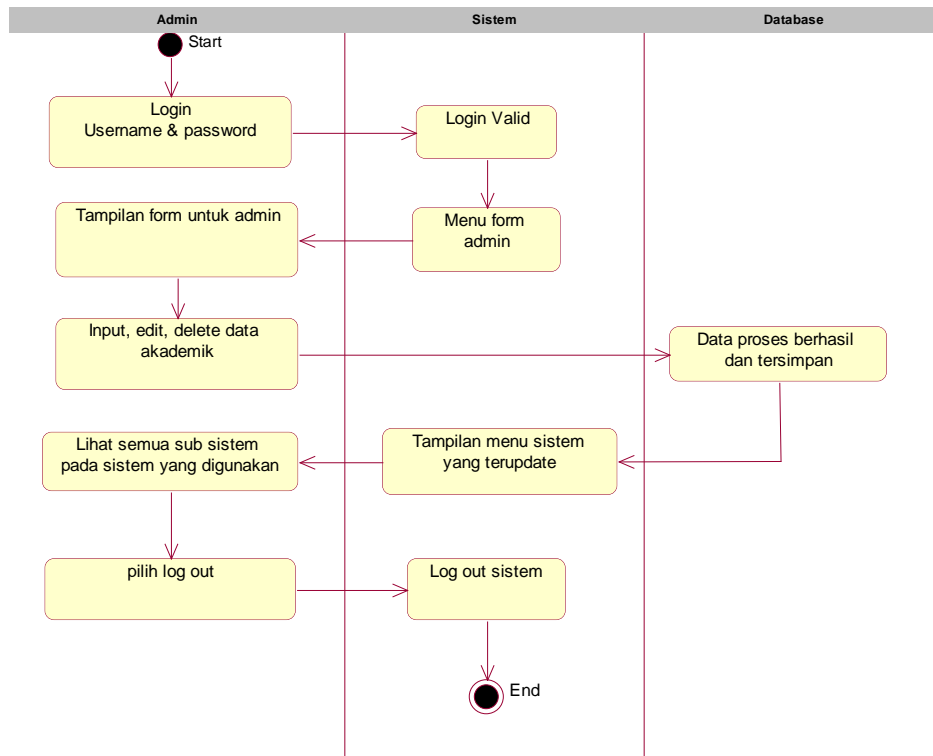 Admin
Sistem
Database
Start
Login
Username & password
Login Valid
Tampilan form untuk admin
Menu form
admin
Input, edit, delete data
akademik
Data proses berhasil
dan tersimpan
Lihat semua sub sistem
pada sistem yang digunakan
Tampilan menu sistem
yang terupdate
pilih log out
Log out sistem
End